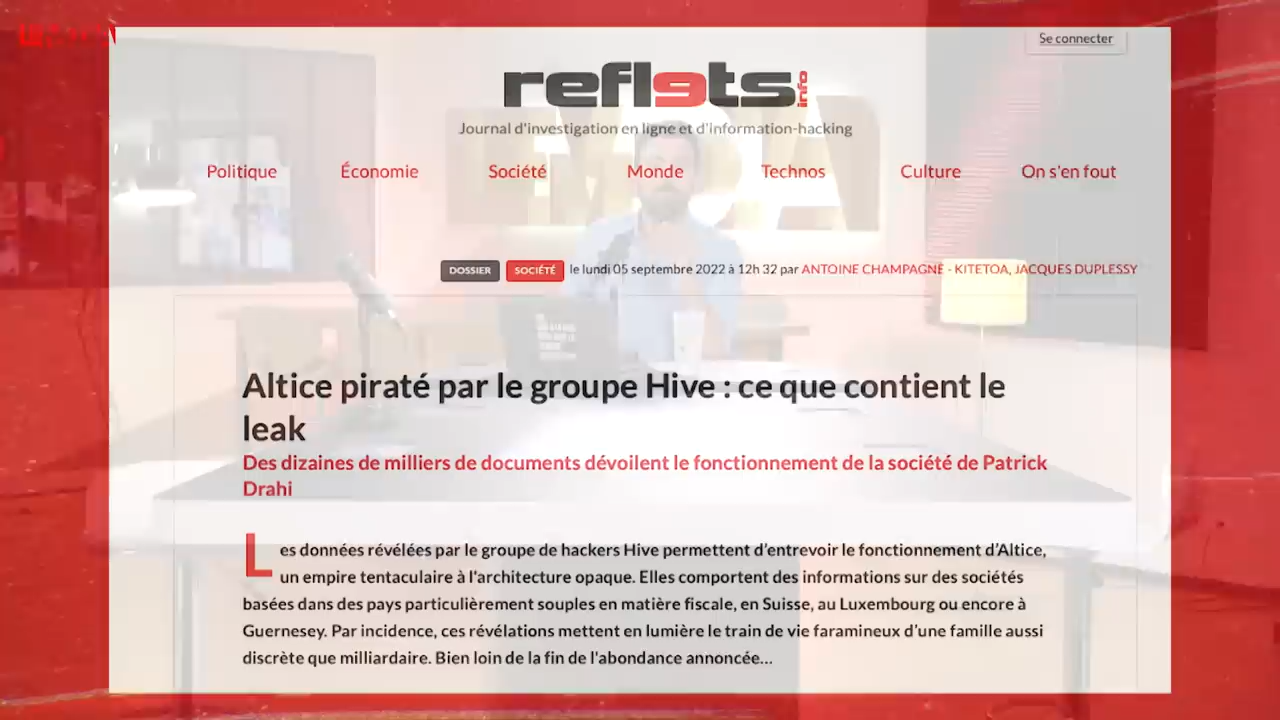 Se connecter
reflets info
Journal d'investigation en ligne et d'information-hacking
Politique Économie Société Monde Technos Culture On s'en fout
DOSSIER SOCIÉTÉ le lundi 05 septembre 2022 à 12h 32 par ANTOINE CHAMPAGNE - KITETOA, JACQUES DUPLESSY
Altice piraté par le groupe Hive : ce que contient le
leak
Des dizaines de milliers de documents dévoilent le fonctionnement de la société de Patrick
Drahi
Les données révélées par le groupe de hackers Hive permettent d'entrevoir le fonctionnement d'Altice,
un empire tentaculaire à l'architecture opaque. Elles comportent des informations sur des sociétés
basées dans des pays particulièrement souples en matière fiscale, en Suisse, au Luxembourg ou encore à
Guernesey. Par incidence, ces révélations mettent en lumière le train de vie faramineux d'une famille aussi
discrète que milliardaire. Bien loin de la fin de l'abondance annoncée...